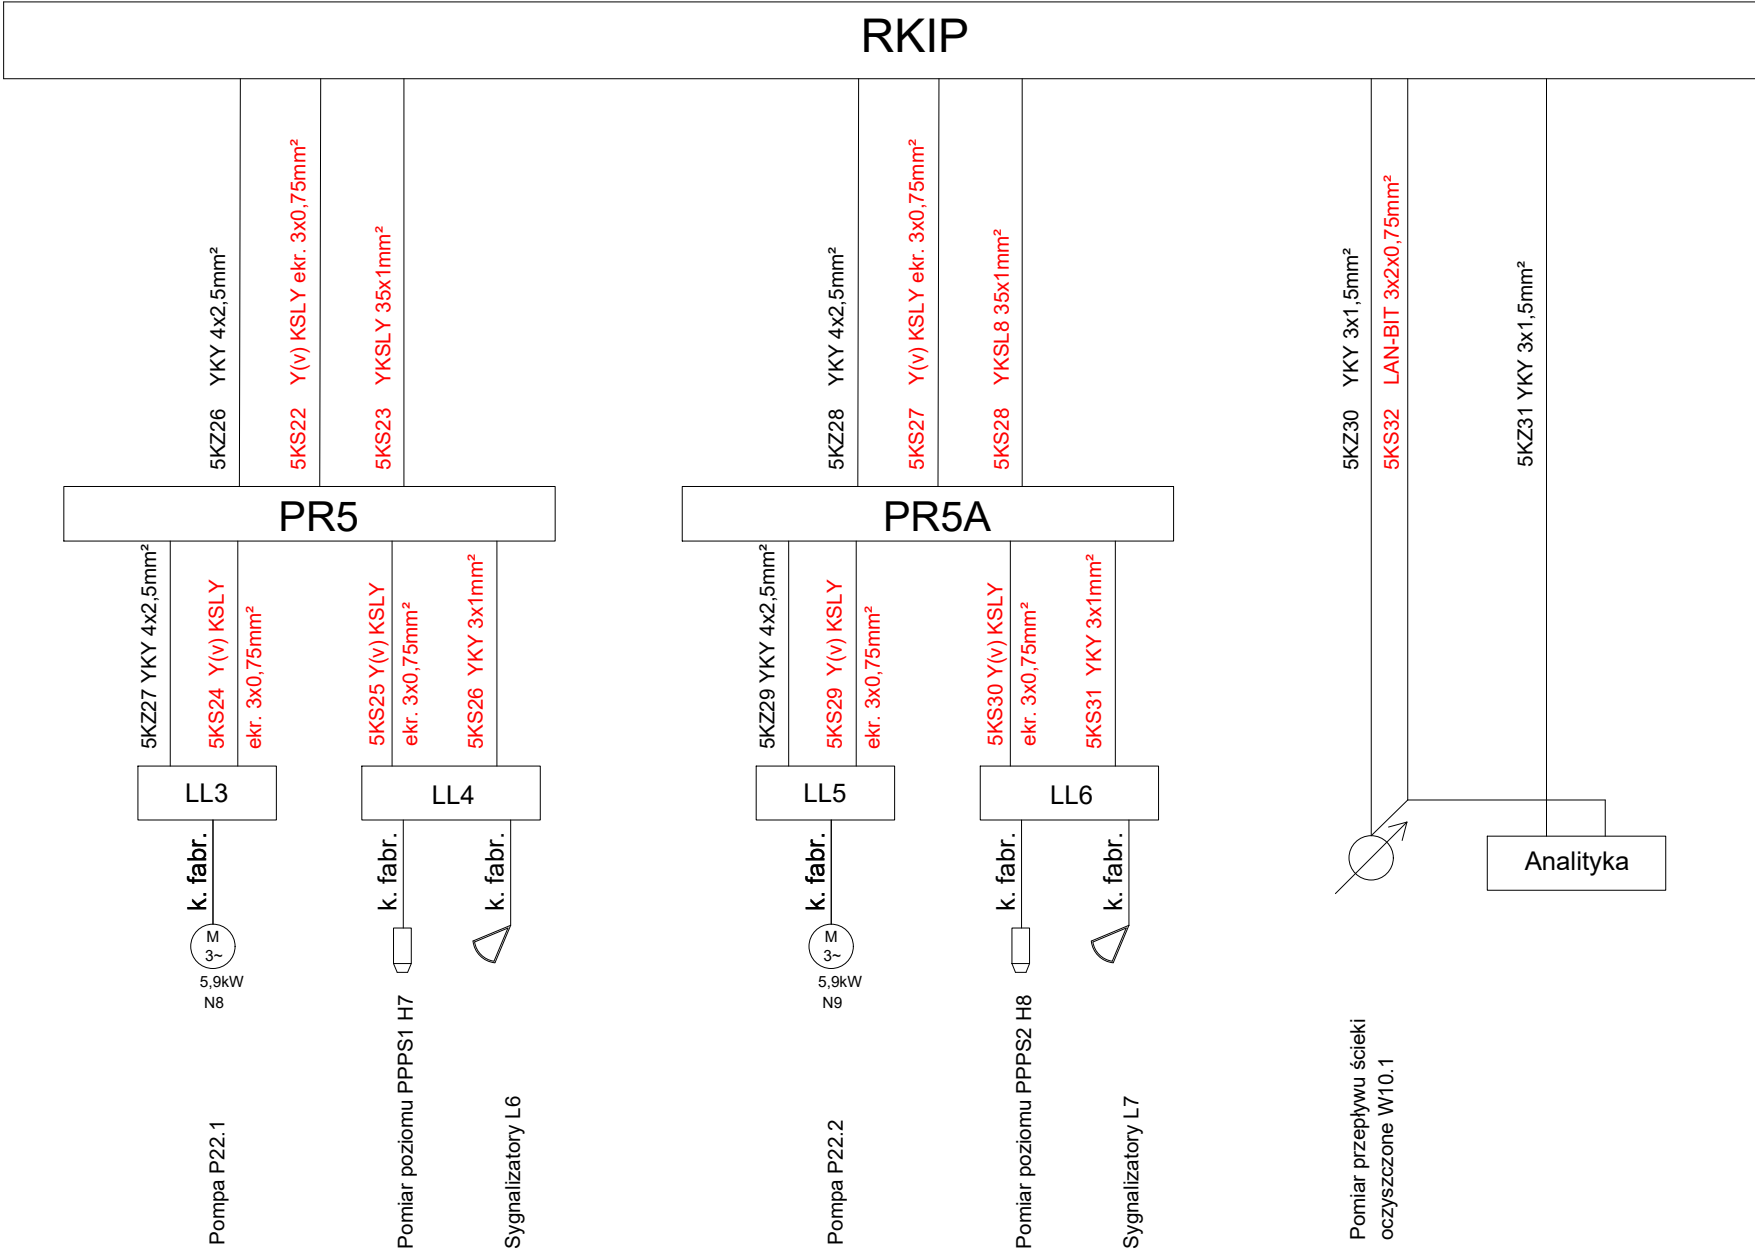 RKIP
5KZ26 YKY 4x2,5mm²
5KS22 Y(v) KSLY ekr. 3x0,75mm²
5KS23 YKSLY 35x1mm²
5KZ28 YKY 4x2,5mm²
5KS27 Y(v) KSLY ekr. 3x0,75mm²
5KS28 YKSL8 35x1mm²
5KZ30 YKY 3x1,5mm²
5KS32 LAN-BIT 3x2x0,75mm²
5KZ31 YKY 3x1,5mm²
PR5
PR5A
5KZ27 YKY 4x2,5mm²
5KS24 Y(v) KSLY
ekr. 3x0,75mm²
5KS25 Y(v) KSLY
ekr. 3x0,75mm²
5KS26 YKY 3x1mm²
5KZ29 YKY 4x2,5mm²
5KS29 Y(v) KSLY
ekr. 3x0,75mm²
5KS30 Y(v) KSLY
ekr. 3x0,75mm²
5KS31 YKY 3x1mm²
LL3
LL4
LL5
LL6
Analityka
k. fabr.
k. fabr.
k. fabr.
k. fabr.
k. fabr.
k. fabr.
M
3~
5,9kW
N8
M
3~
5,9kW
N9
Pompa P22.1
Pomiar poziomu PPPS1 H7
Sygnalizatory L6
Pompa P22.2
Pomiar poziomu PPPS2 H8
Sygnalizatory L7
Pomiar przepływu ścieki
oczyszczone W10.1